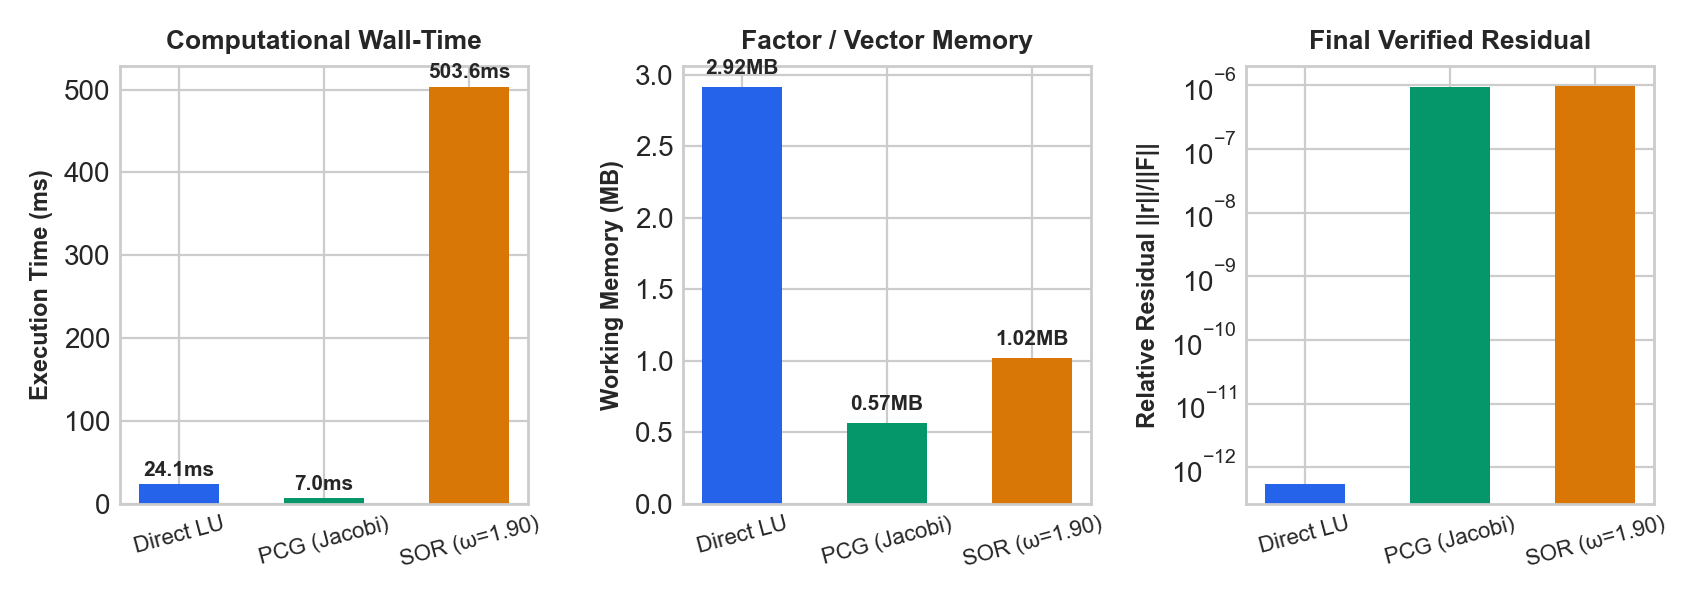 Computational Wall-Time
Execution Time (ms)
500
400
300
200
100
0
24.1ms
7.0ms
503.6ms
Direct LU
PCG (Jacobi)
SOR (ω=1.90)
Factor / Vector Memory
Working Memory (MB)
3.0
2.5
2.0
1.5
1.0
0.5
0.0
2.92MB
0.57MB
1.02MB
Direct LU
PCG (Jacobi)
SOR (ω=1.90)
Final Verified Residual
Relative Residual ||r||/||F||
10⁻⁶
10⁻⁷
10⁻⁸
10⁻⁹
10⁻¹⁰
10⁻¹¹
10⁻¹²
Direct LU
PCG (Jacobi)
SOR (ω=1.90)